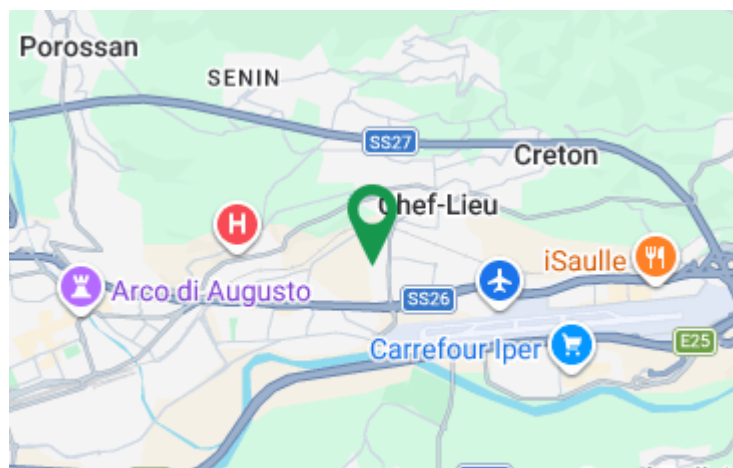 Porossan
SENIN
SS27
Creton
Chef-Lieu
H
iSaulle
Arco di Augusto
SS26
Carrefour Iper
E25